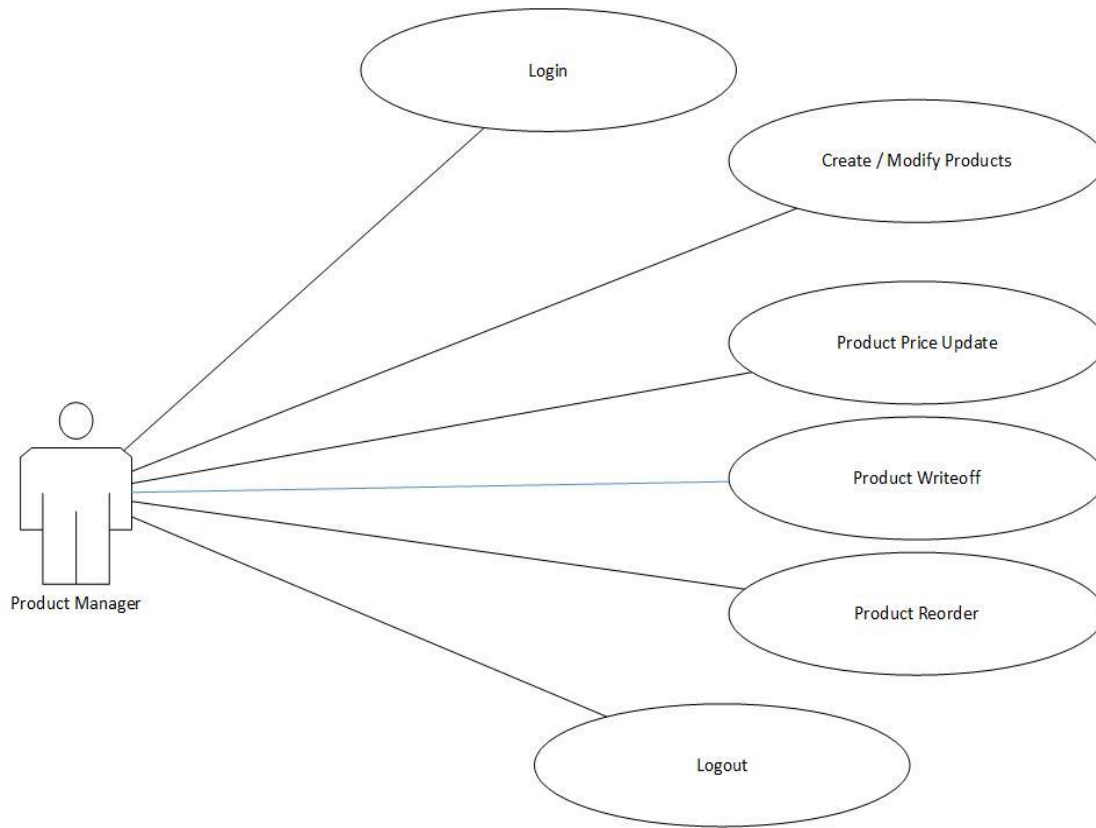 Login
Create / Modify Products
Product Price Update
Product Writeoff
Product Manager
Product Reorder
Logout